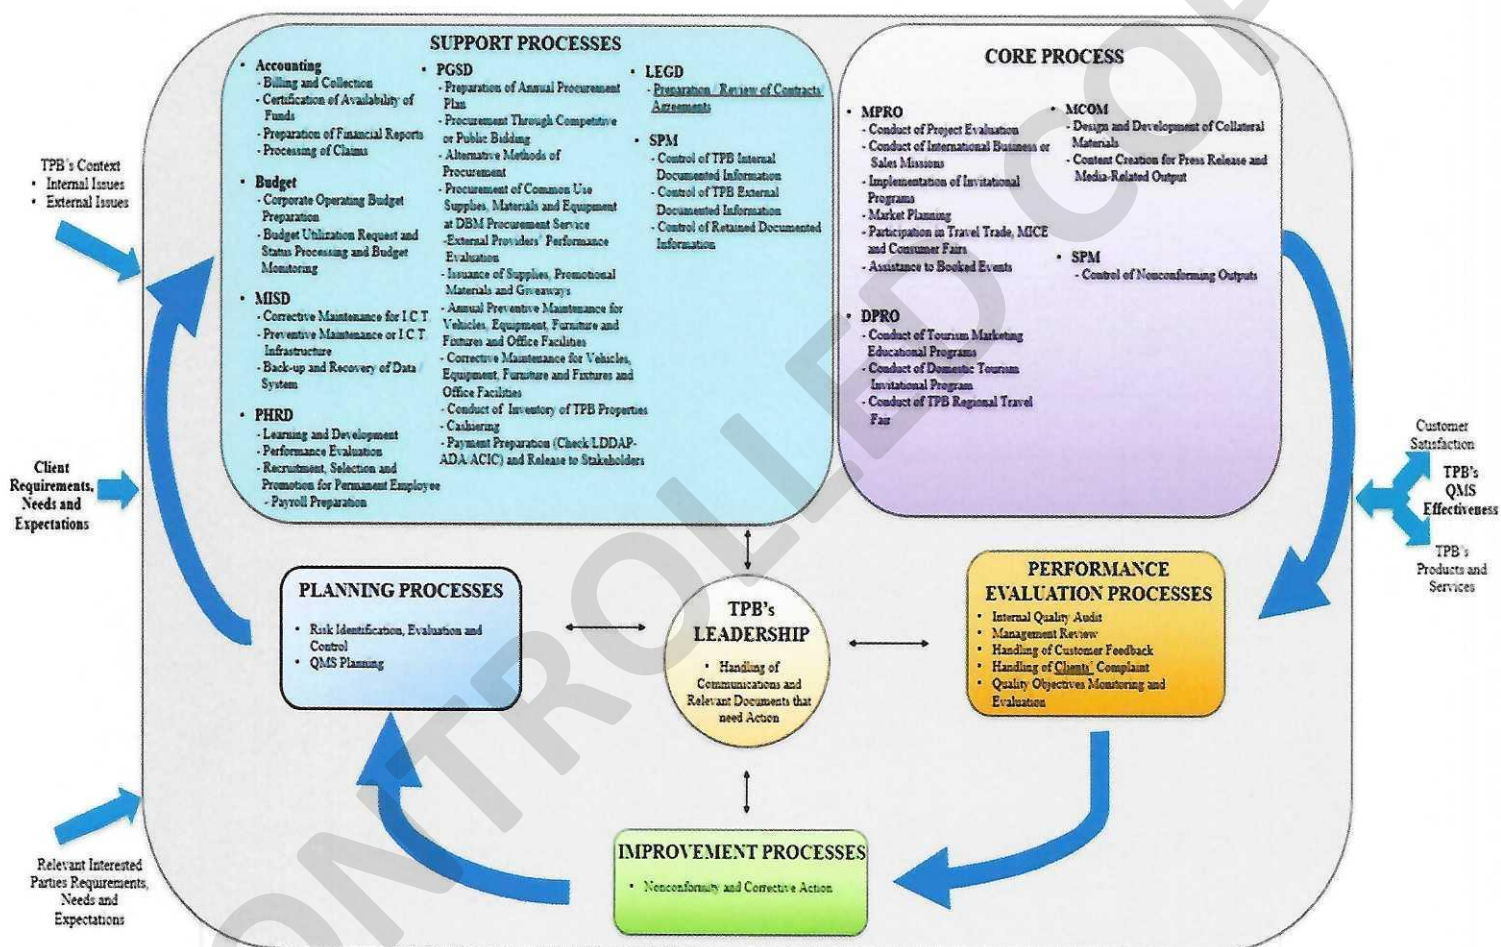 SUPPORT PROCESSES
• Accounting
- Billing and Collection
- Certification of Availability of
Funds
- Preparation of Financial Reports
- Processing of Claims
• Budget
- Corporate Operating Budget
Preparation
- Budget Utilization Request and
Status Processing and Budget
Monitoring
• MISD
- Corrective Maintenance for I.C.T.
- Preventive Maintenance or I.C.T.
Infrastructure
- Back-up and Recovery of Data /
System
• PHRD
- Learning and Development
- Performance Evaluation
- Recruitment, Selection and
Promotion for Permanent Employee
- Payroll Preparation
• PGSD
- Preparation of Annual Procurement
Plan
- Procurement Through Competitive
or Public Bidding
- Alternative Methods of
Procurement
- Procurement of Common Use
Supplies, Materials and Equipment
at DBM Procurement Service
-External Providers' Performance
Evaluation
- Issuance of Supplies, Promotional
Materials and Giveaways
- Annual Preventive Maintenance for
Vehicles, Equipment, Furniture and
Fixtures and Office Facilities
- Corrective Maintenance for Vehicles,
Equipment, Furniture and Fixtures and
Office Facilities
- Conduct of Inventory of TPB Properties
- Cashiering
- Payment Preparation (Check LDDAP-
ADA/ACIC) and Release to Stakeholders
• LEGD
- Preparation / Review of Contracts/
Agreements
• SPM
- Control of TPB Internal
Documented Information
- Control of TPB External
Documented Information
- Control of Retained Documented
Information
CORE PROCESS
• MPRO
- Conduct of Project Evaluation
- Conduct of International Business or
Sales Missions
- Implementation of Invitational
Programs
- Market Planning
- Participation in Travel Trade, MICE
and Consumer Fairs
- Assistance to Booked Events
• DPRO
- Conduct of Tourism Marketing
Educational Programs
- Conduct of Domestic Tourism
Invitational Program
- Conduct of TPB Regional Travel
Fair
• MCOM
- Design and Development of Collateral
Materials
- Content Creation for Press Release and
Media-Related Output
• SPM
- Control of Nonconforming Outputs
TPB's Context
• Internal Issues
• External Issues
Client
Requirements,
Needs and
Expectations
Relevant Interested
Parties Requirements,
Needs and
Expectations
Customer
Satisfaction
TPB's
QMS
Effectiveness
TPB's
Products and
Services
PLANNING PROCESSES
• Risk Identification, Evaluation and
Control
• QMS Planning
TPB's
LEADERSHIP
• Handling of
Communications and
Relevant Documents that
need Action
PERFORMANCE
EVALUATION PROCESSES
• Internal Quality Audit
• Management Review
• Handling of Customer Feedback
• Handling of Clients' Complaint
• Quality Objectives Monitoring and
Evaluation
IMPROVEMENT PROCESSES
• Nonconformity and Corrective Action